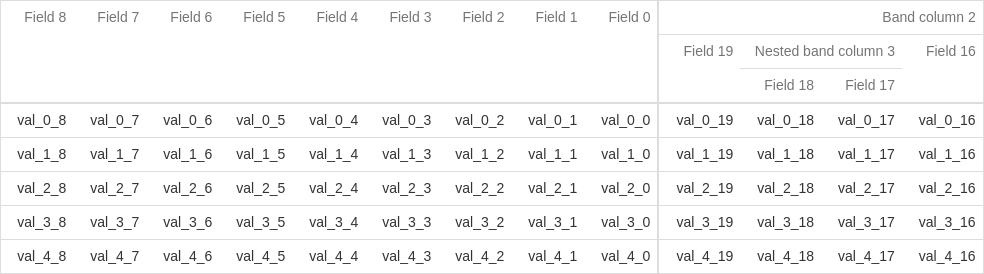 Field 8 Field 7 Field 6 Field 5 Field 4 Field 3 Field 2 Field 1 Field 0 Band column 2
Field 19 Nested band column 3 Field 16
Field 18 Field 17
val_0_8 val_0_7 val_0_6 val_0_5 val_0_4 val_0_3 val_0_2 val_0_1 val_0_0 val_0_19 val_0_18 val_0_17 val_0_16
val_1_8 val_1_7 val_1_6 val_1_5 val_1_4 val_1_3 val_1_2 val_1_1 val_1_0 val_1_19 val_1_18 val_1_17 val_1_16
val_2_8 val_2_7 val_2_6 val_2_5 val_2_4 val_2_3 val_2_2 val_2_1 val_2_0 val_2_19 val_2_18 val_2_17 val_2_16
val_3_8 val_3_7 val_3_6 val_3_5 val_3_4 val_3_3 val_3_2 val_3_1 val_3_0 val_3_19 val_3_18 val_3_17 val_3_16
val_4_8 val_4_7 val_4_6 val_4_5 val_4_4 val_4_3 val_4_2 val_4_1 val_4_0 val_4_19 val_4_18 val_4_17 val_4_16